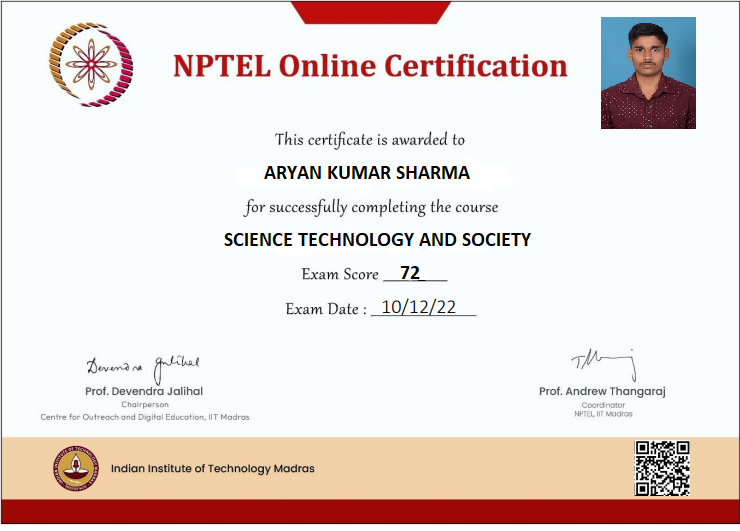 NPTEL Online Certification
This certificate is awarded to
ARYAN KUMAR SHARMA
for successfully completing the course
SCIENCE TECHNOLOGY AND SOCIETY
Exam Score 72
Exam Date : 10/12/22
Devendra Jalihal
Prof. Devendra Jalihal
Chairperson
Centre for Outreach and Digital Education, IIT Madras
Prof. Andrew Thangaraj
Coordinator
NPTEL, IIT Madras
Indian Institute of Technology Madras